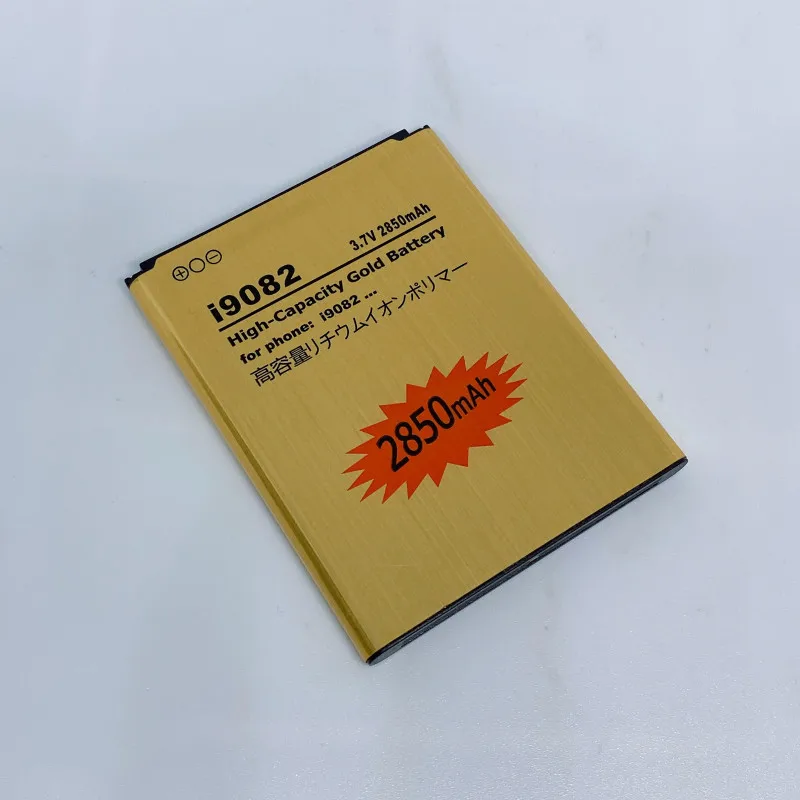 + -
i9082 3.7V 2850mAh
High-Capacity Gold Battery
for phone: i9082 ...
高容量リチウムイオンポリマー
2850mAh